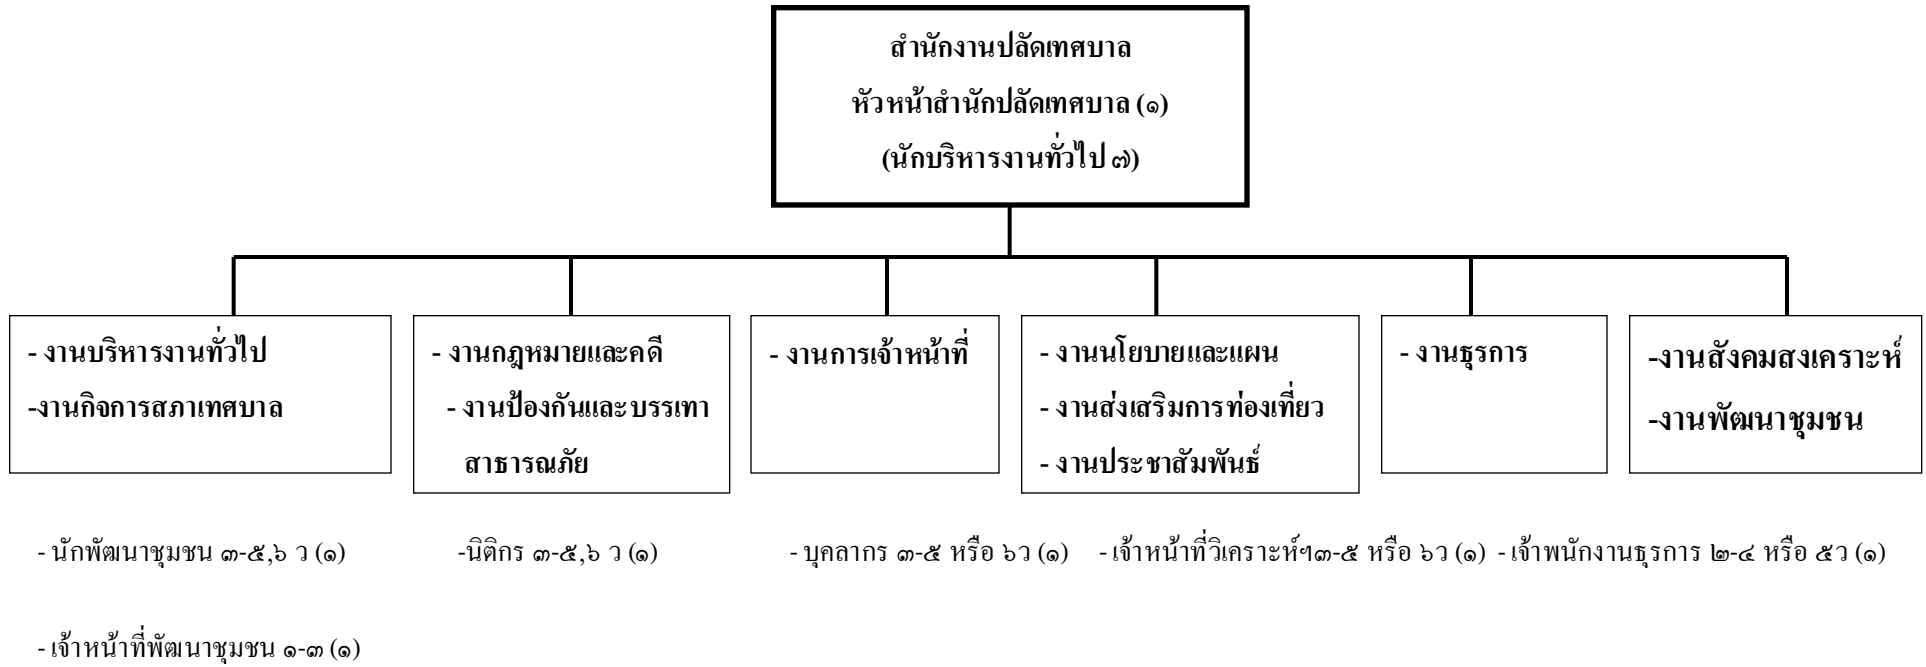 สำนักงานปลัดเทศบาล
หัวหน้าสำนักปลัดเทศบาล (๑)
(นักบริหารงานทั่วไป ๗)
- งานบริหารงานทั่วไป
-งานกิจการสภาเทศบาล
- งานกฎหมายและคดี
- งานป้องกันและบรรเทา
สาธารณภัย
- งานการเจ้าหน้าที่
- งานนโยบายและแผน
- งานส่งเสริมการท่องเที่ยว
- งานประชาสัมพันธ์
- งานธุรการ
-งานสังคมสงเคราะห์
-งานพัฒนาชุมชน
- นักพัฒนาชุมชน ๓-๕,๖ ว (๑)
-นิติกร ๓-๕,๖ ว (๑)
- บุคลากร ๓-๕ หรือ ๖ว (๑)
- เจ้าหน้าที่วิเคราะห์ฯ๓-๕ หรือ ๖ว (๑)
- เจ้าพนักงานธุรการ ๒-๔ หรือ ๕ว (๑)
- เจ้าหน้าที่พัฒนาชุมชน ๑-๓ (๑)